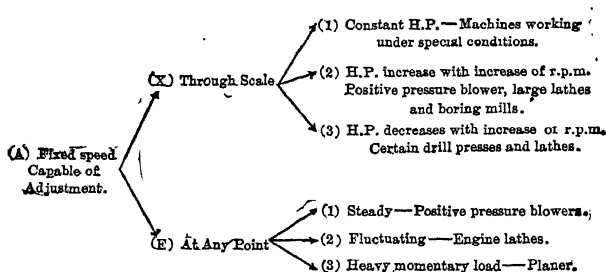 (1) Constant H.P.—Machines working
under special conditions.
(X) Through Scale
(2) H.P. increase with increase of r.p.m.
Positive pressure blower, large lathes
and boring mills.
(3) H.P. decreases with increase of r.p.m.
Certain drill presses and lathes.
(A) Fixed speed
Capable of
Adjustment.
(E) At Any Point
(1) Steady—Positive pressure blowers.
(2) Fluctuating—Engine lathes.
(3) Heavy momentary load—Planer.